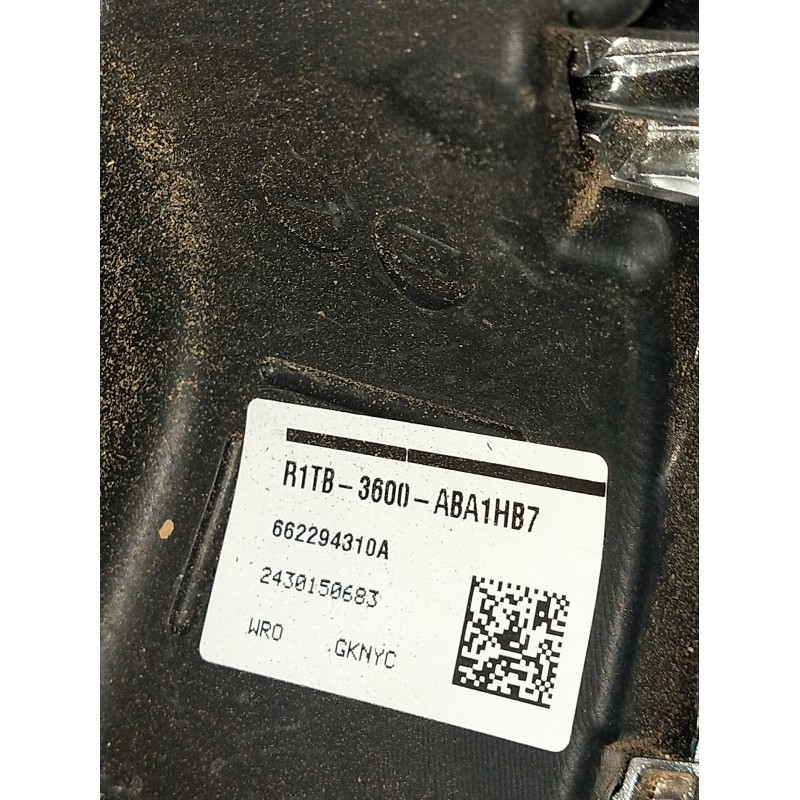 R1TB-3600-ABA1HB7
662294310A
2430150683
WRO GKNYC